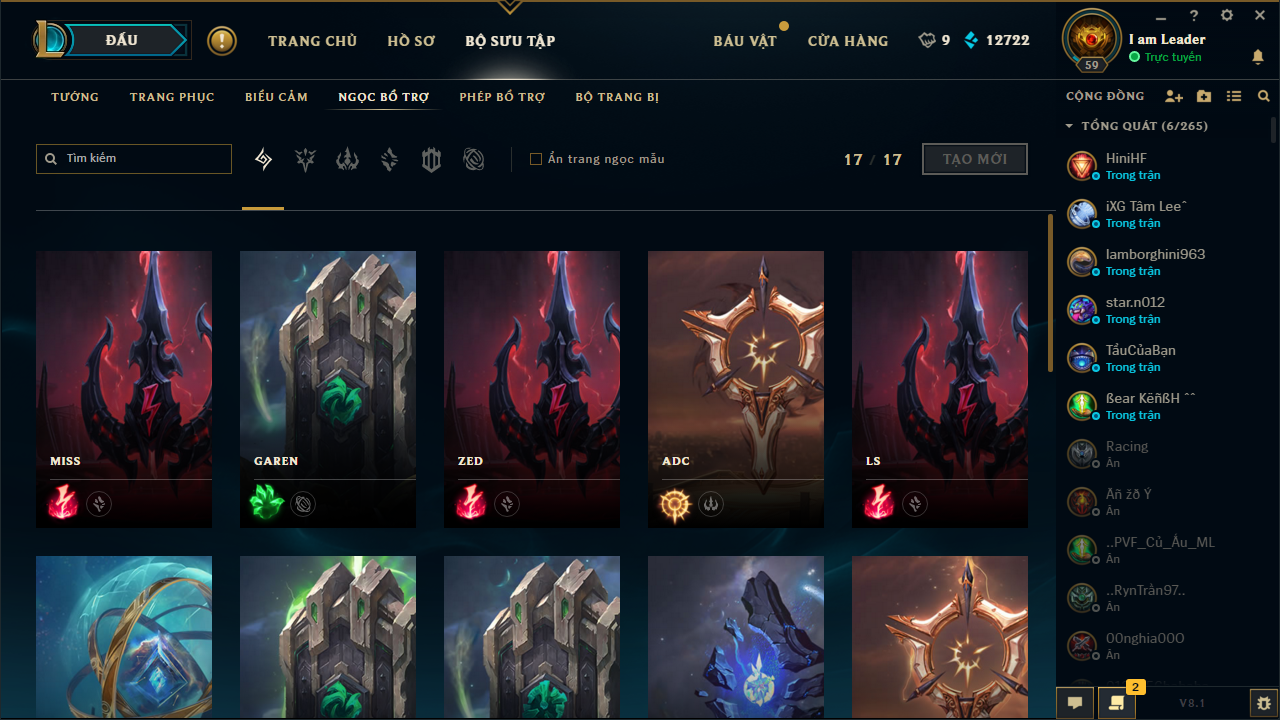 ĐẤU
TRANG CHỦ
HỒ SƠ
BỘ SƯU TẬP
BÁU VẬT
CỬA HÀNG
9
12722
59
I am Leader
Trực tuyến
TƯỚNG
TRANG PHỤC
BIỂU CẢM
NGỌC BỔ TRỢ
PHÉP BỔ TRỢ
BỘ TRANG BỊ
Tìm kiếm
Ẩn trang ngọc mẫu
17 / 17
TẠO MỚI
MISS
GAREN
ZED
ADC
LS
CỘNG ĐỒNG
TỔNG QUÁT (6/265)
HiniHF
Trong trận
iXG Tâm Leeˆ
Trong trận
lamborghini963
Trong trận
star.n012
Trong trận
TẩuCủaBạn
Trong trận
ßear KëñßH ˆˆ
Trong trận
Racing
Ẩn
Ãñ žð Ý
Ẩn
..PVF_Củ_Ấu_ML
Ẩn
..RynTrần97..
Ẩn
00nghia000
Ẩn
2
V8.1